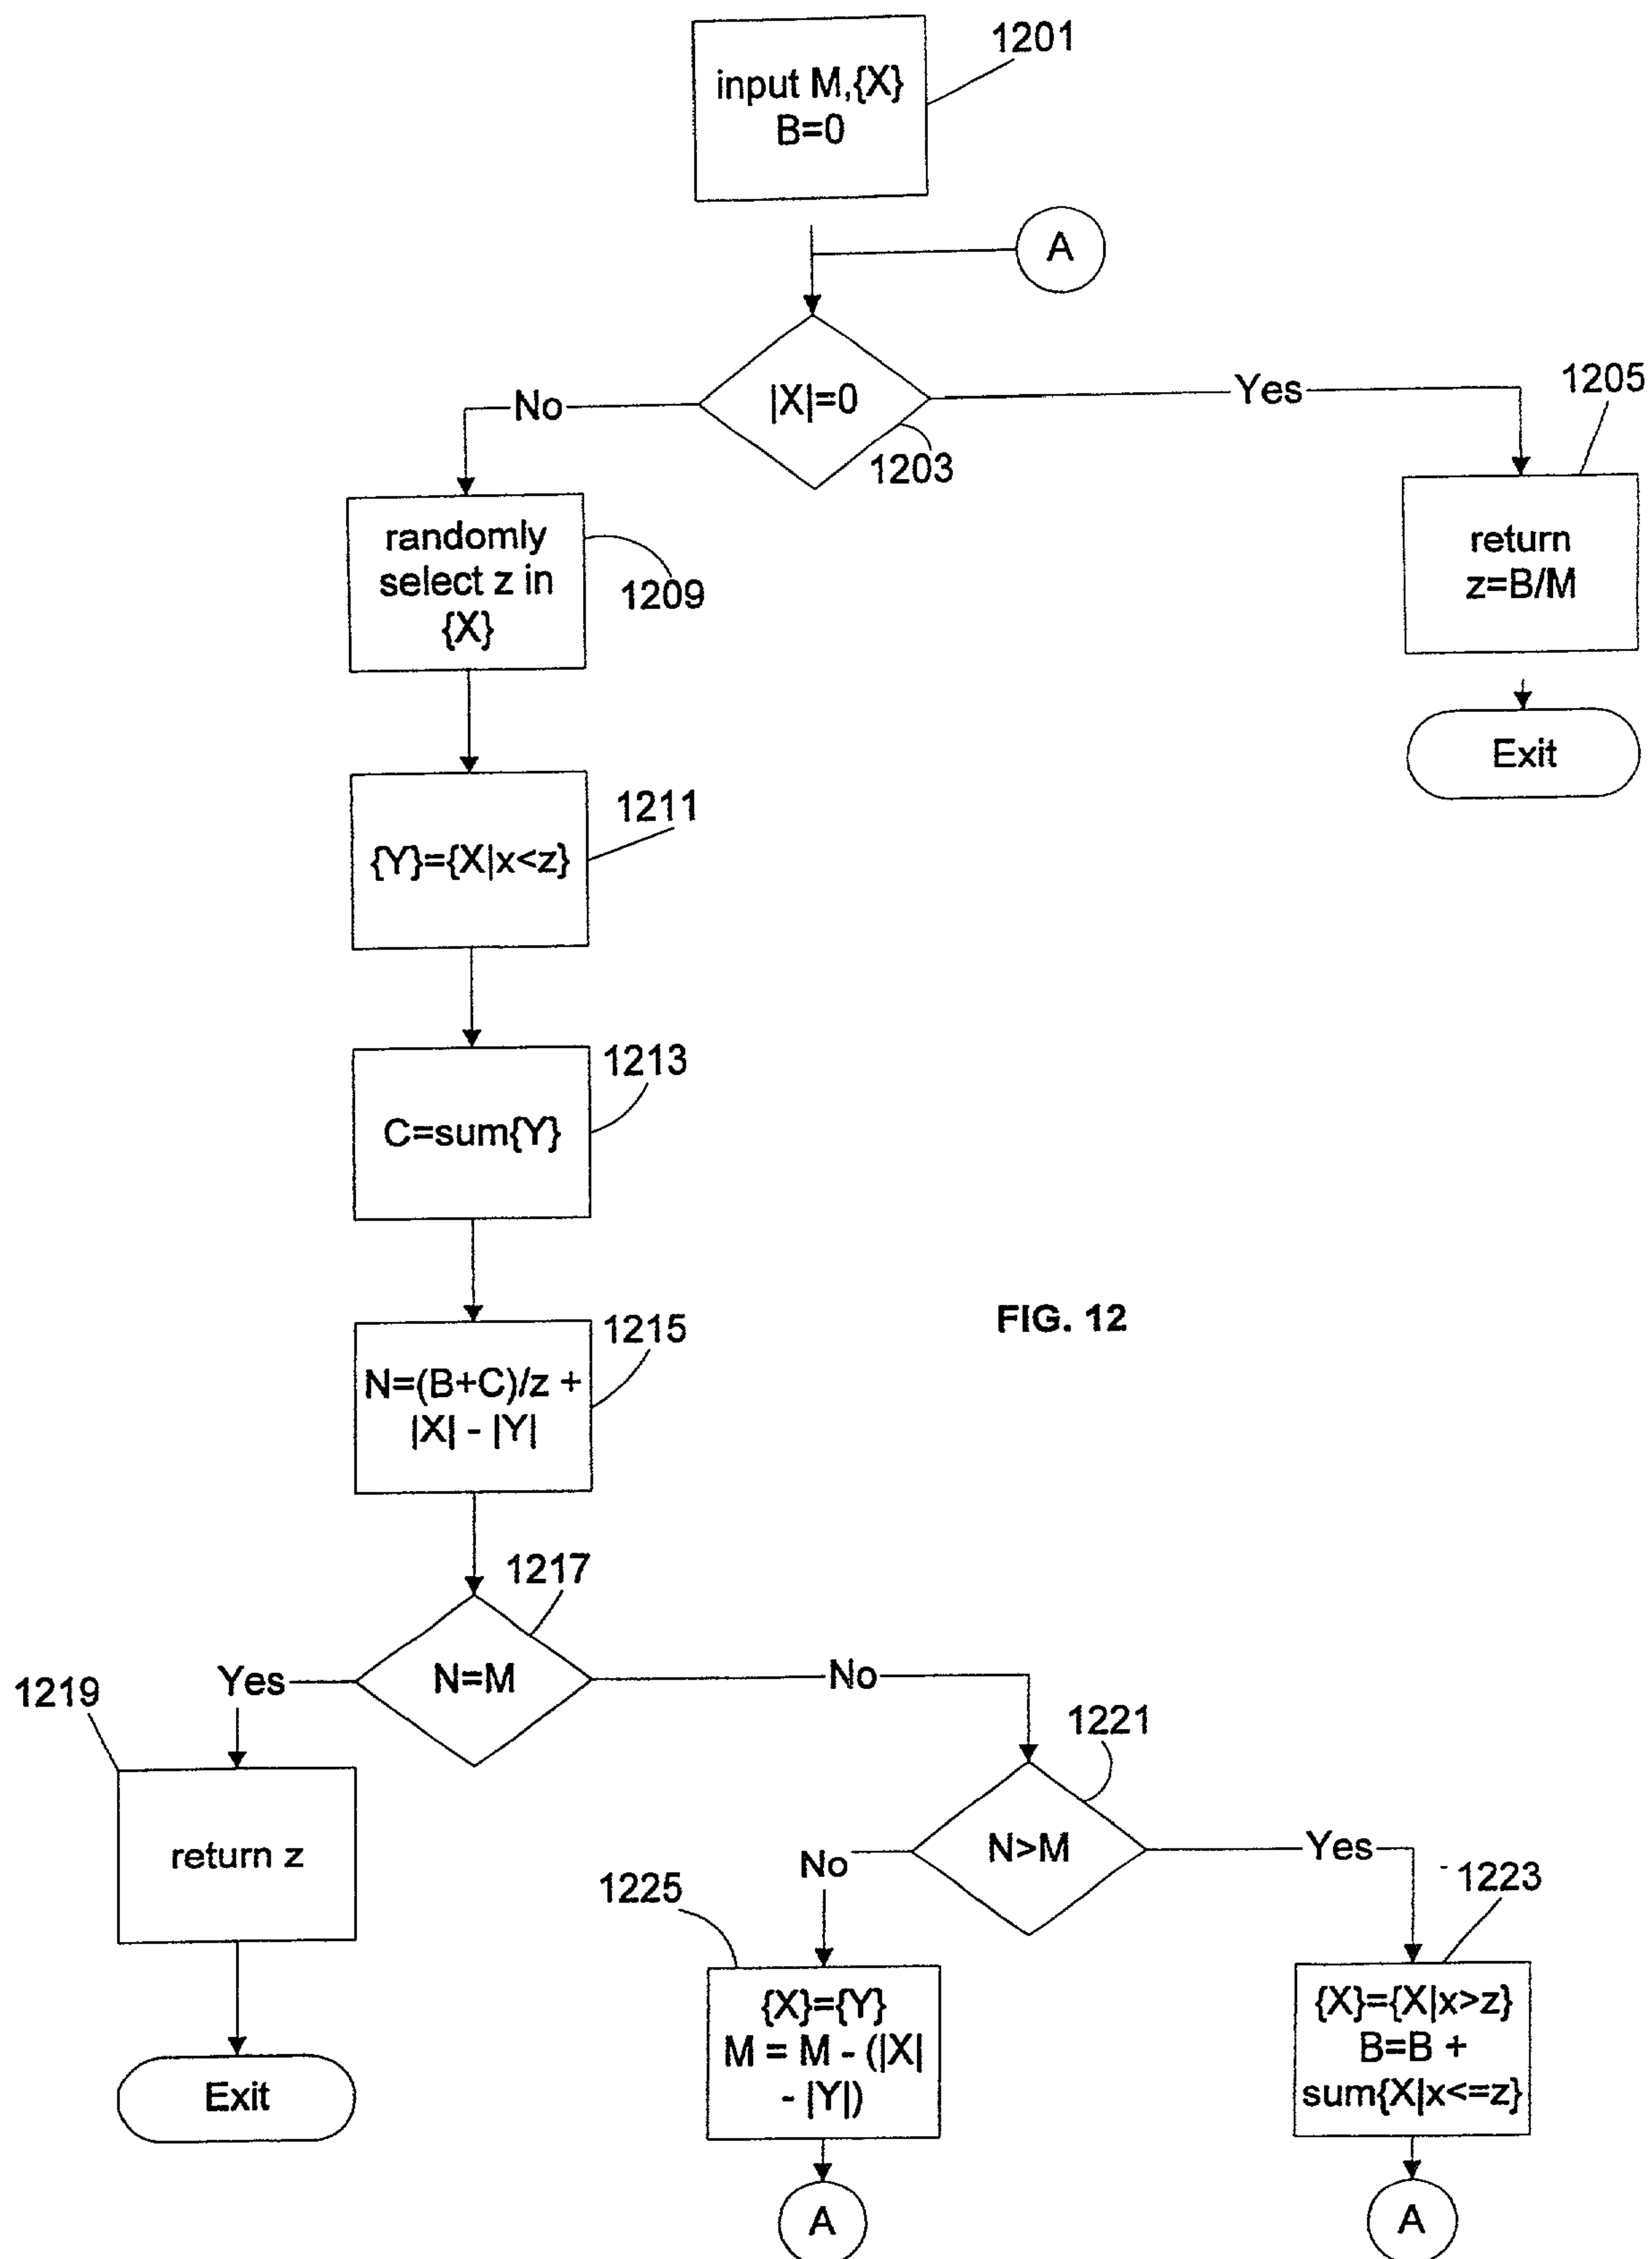 1201
input M,{X}
B=0
A
|X|=0
No
Yes
1203
1205
randomly
select z in
{X}
1209
return
z=B/M
Exit
1211
{Y}={X|x<z}
1213
C=sum{Y}
1215
N=(B+C)/z +
|X| - |Y|
FIG. 12
1217
N=M
Yes
No
1219
return z
Exit
1221
N>M
No
Yes
1225
{X}={Y}
M = M - (|X|
- |Y|)
A
1223
{X}={X|x>z}
B=B +
sum{X|x<=z}
A